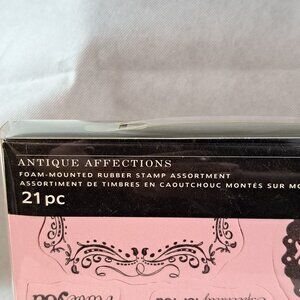 ANTIQUE AFFECTIONS
FOAM-MOUNTED RUBBER STAMP ASSORTMENT
ASSORTIMENT DE TIMBRES EN CAOUTCHOUC MONTÉS SUR MO
21 pc